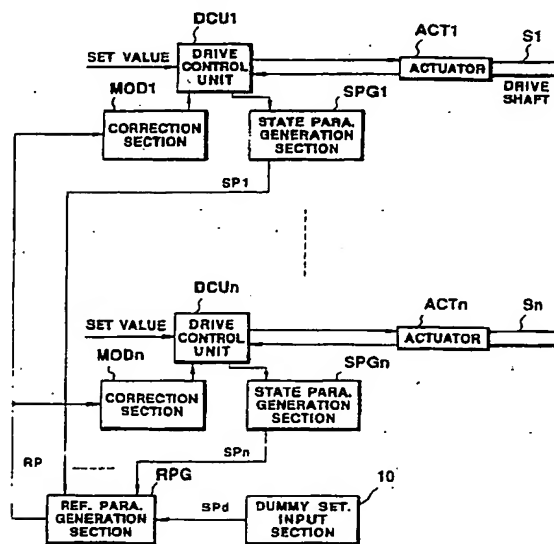 DCU1
SET VALUE
DRIVE
CONTROL
UNIT
ACT1
ACTUATOR
S1
DRIVE
SHAFT
MOD1
CORRECTION
SECTION
SPG1
STATE PARA.
GENERATION
SECTION
SP1
DCUn
SET VALUE
DRIVE
CONTROL
UNIT
ACTn
ACTUATOR
Sn
MODn
CORRECTION
SECTION
SPGn
STATE PARA.
GENERATION
SECTION
SPn
RP
RPG
REF. PARA.
GENERATION
SECTION
SPd
10
DUMMY SET.
INPUT
SECTION